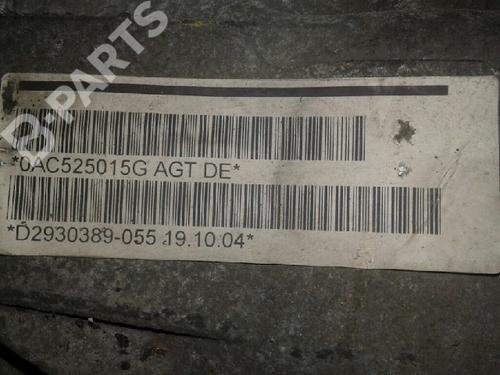 B-PARTS
*0AC525015G AGT DE*
*D2930389-055 19.10.04*